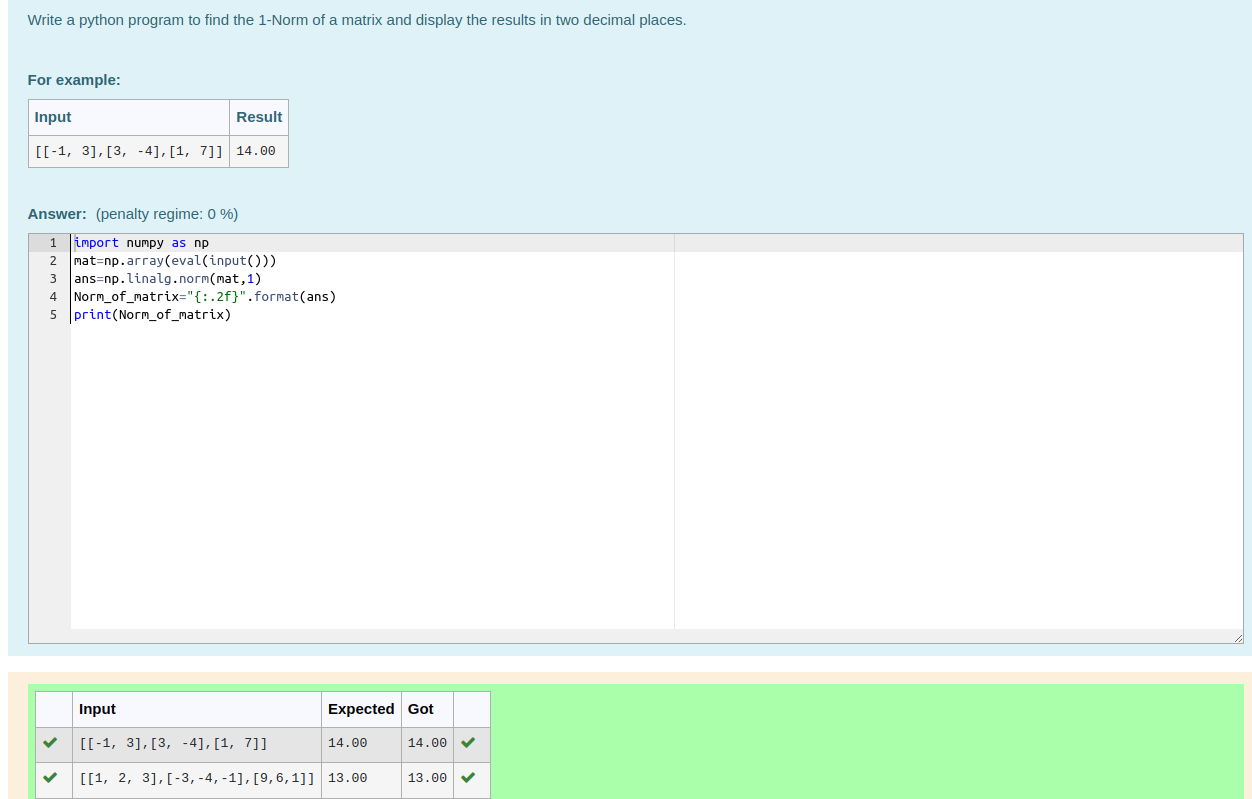 Write a python program to find the 1-Norm of a matrix and display the results in two decimal places.
For example:
Input Result
[[-1, 3],[3, -4],[1, 7]] 14.00
Answer: (penalty regime: 0 %)
1 import numpy as np
2 mat=np.array(eval(input()))
3 ans=np.linalg.norm(mat,1)
4 Norm_of_matrix="{:.2f}".format(ans)
5 print(Norm_of_matrix)
Input Expected Got
[[-1, 3],[3, -4],[1, 7]] 14.00 14.00
[[1, 2, 3],[-3,-4,-1],[9,6,1]] 13.00 13.00